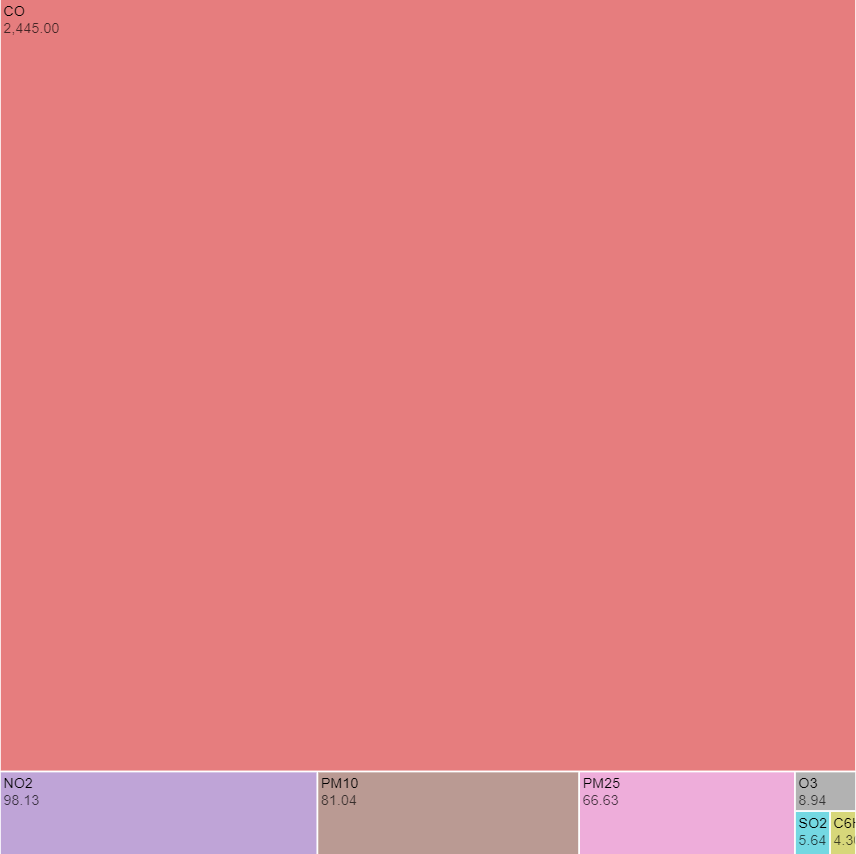 CO
2,445.00
NO2
98.13
PM10
81.04
PM25
66.63
O3
8.94
SO2
5.64